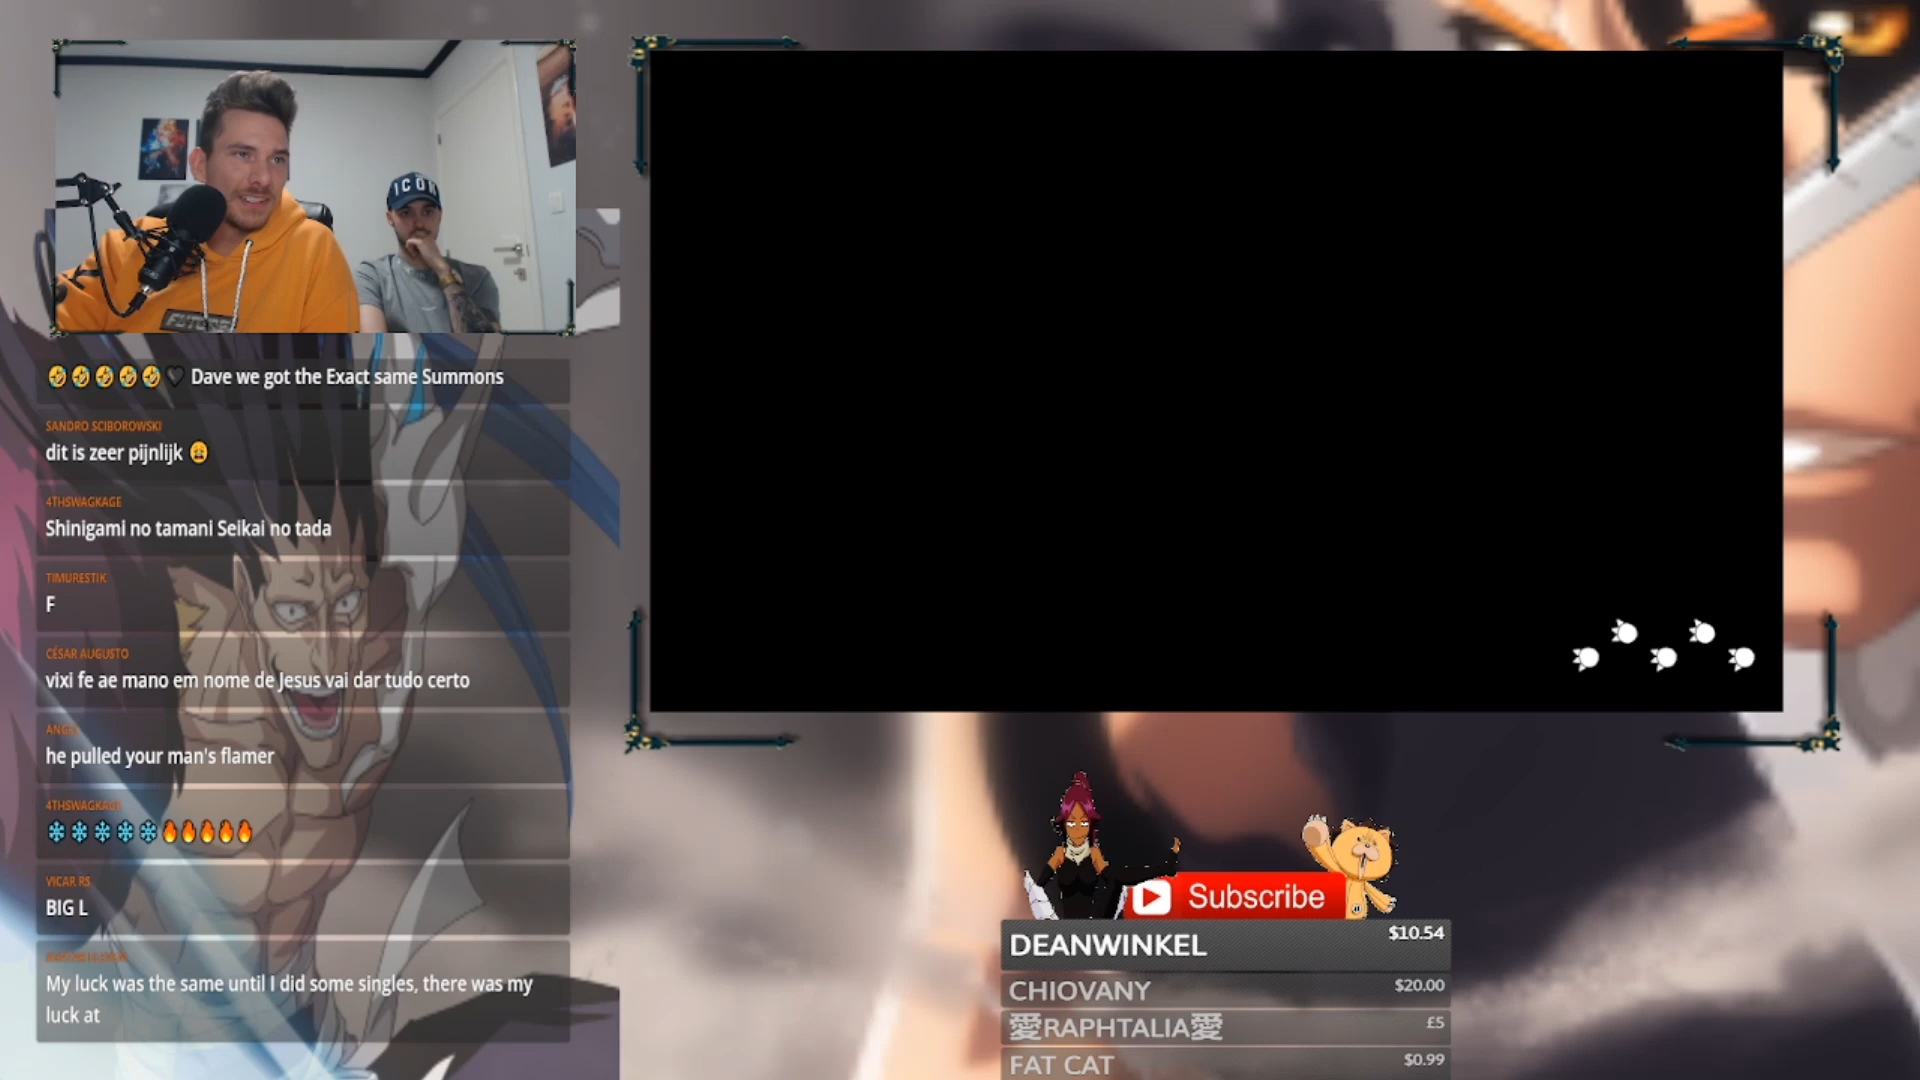 ICON
FUTURE
🤣🤣🤣🤣🤣🖤 Dave we got the Exact same Summons
SANDRO SCIBOROWSKI
dit is zeer pijnlijk 😩
4THSWAGKAGE
Shinigami no tamani Seikai no tada
TIMURESTIK
F
CÉSAR AUGUSTO
vixi fe ae mano em nome de Jesus vai dar tudo certo
he pulled your man's flamer
4THSWAGKAGE
❄❄❄❄❄🔥🔥🔥🔥🔥
VICAR RS
BIG L
My luck was the same until I did some singles, there was my
luck at
Subscribe
DEANWINKEL $10.54
CHIOVANY $20.00
愛RAPHTALIA愛 £5
FAT CAT $0.99